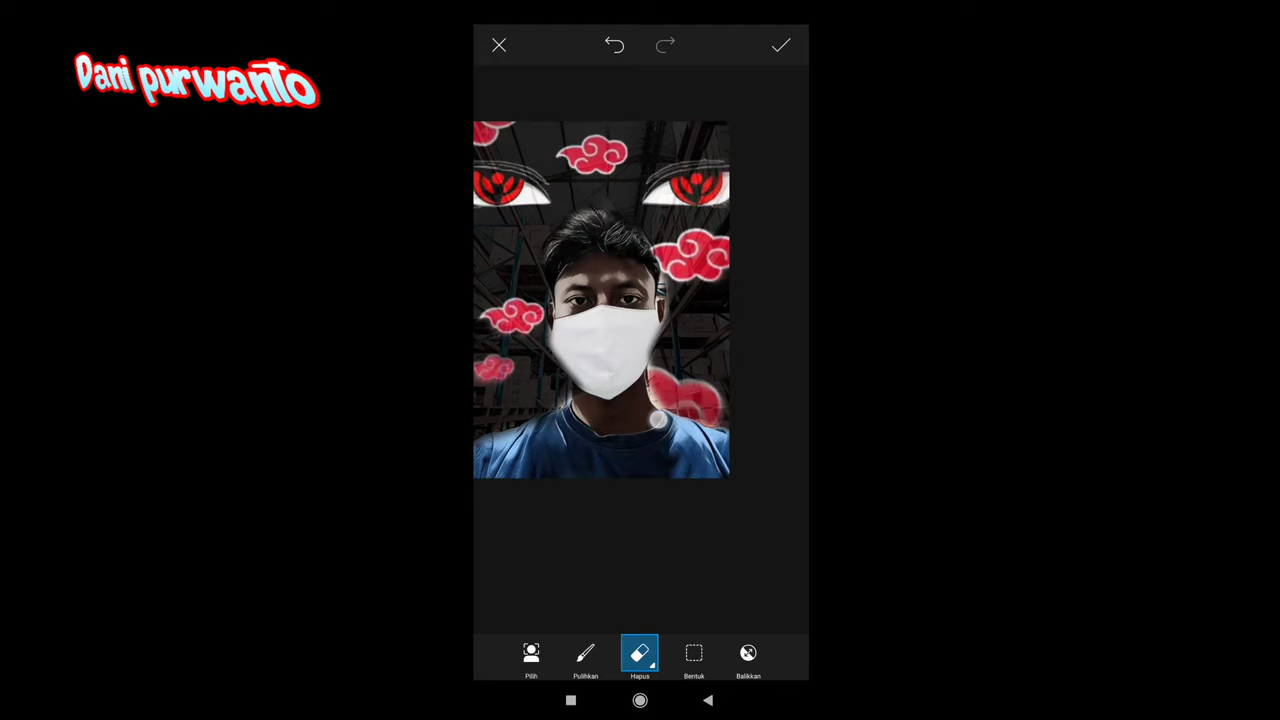 Dani purwanto
Pilih
Pulihkan
Hapus
Bentuk
Balikkan